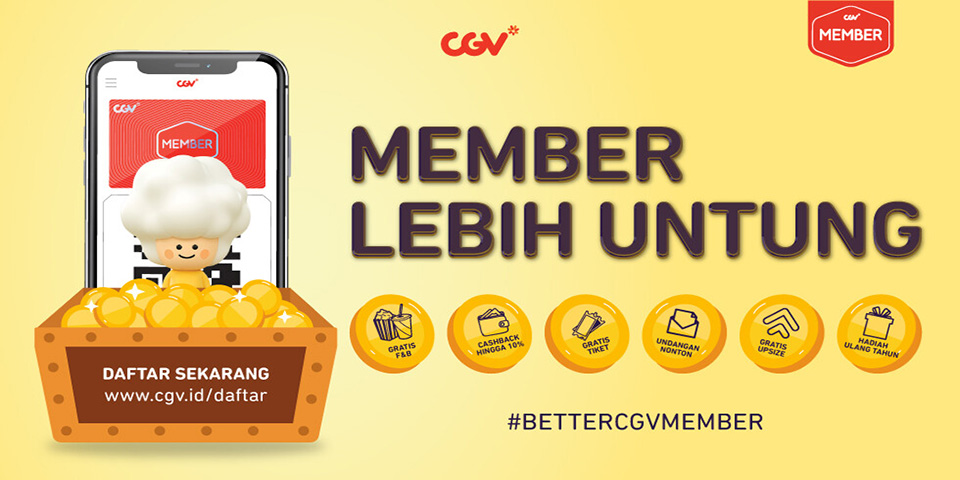 CGV
CGV
MEMBER
CGV
CGV
MEMBER
MEMBER
LEBIH UNTUNG
GRATIS
F&B
CASHBACK
HINGGA 10%
GRATIS
TIKET
UNDANGAN
NONTON
GRATIS
UPSIZE
HADIAH
ULANG TAHUN
DAFTAR SEKARANG
www.cgv.id/daftar
#BETTERCGVMEMBER